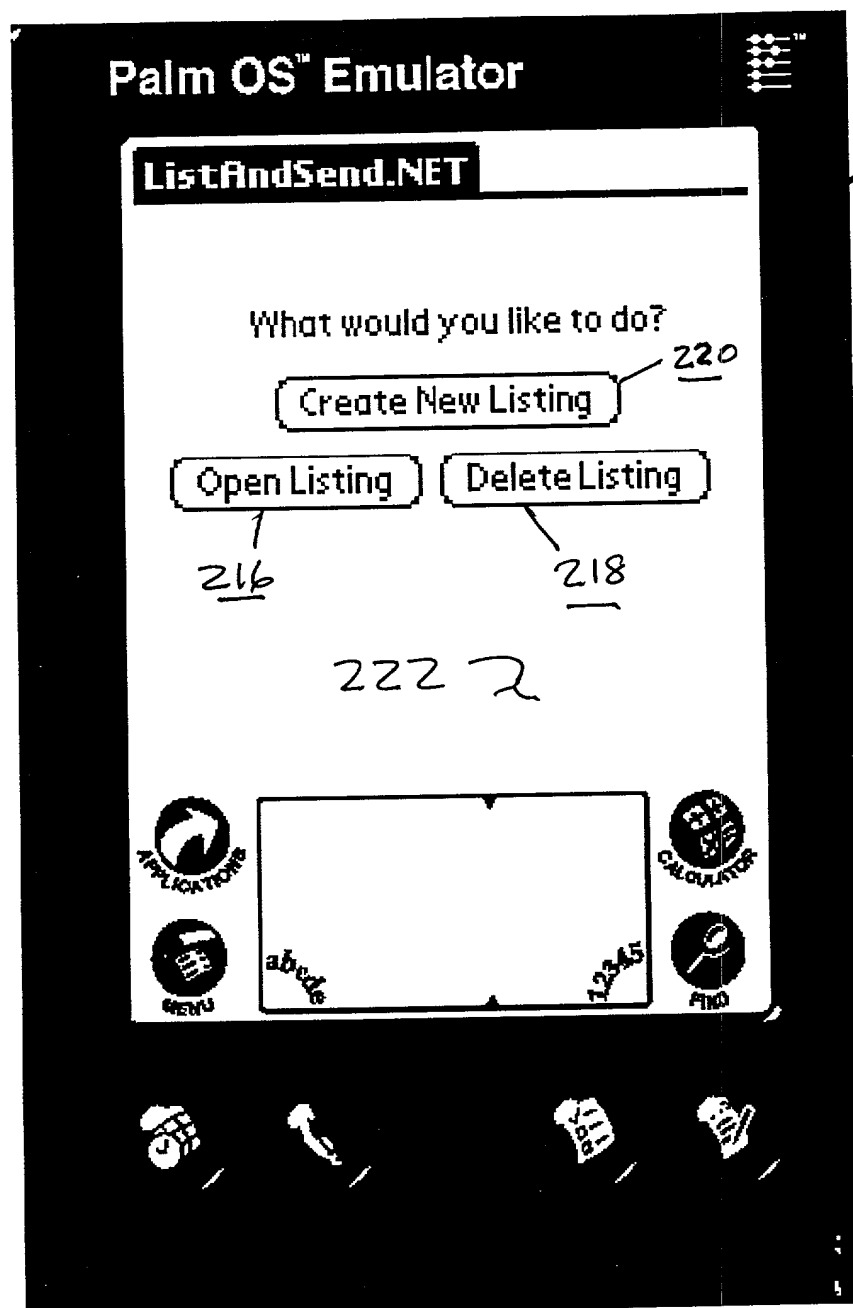 Palm OS™ Emulator
™
ListAndSend.NET
What would you like to do?
220
Create New Listing
Open Listing Delete Listing
216 218
222
APPLICATIONS CALCULATOR
abcde 12345
MENU FIND